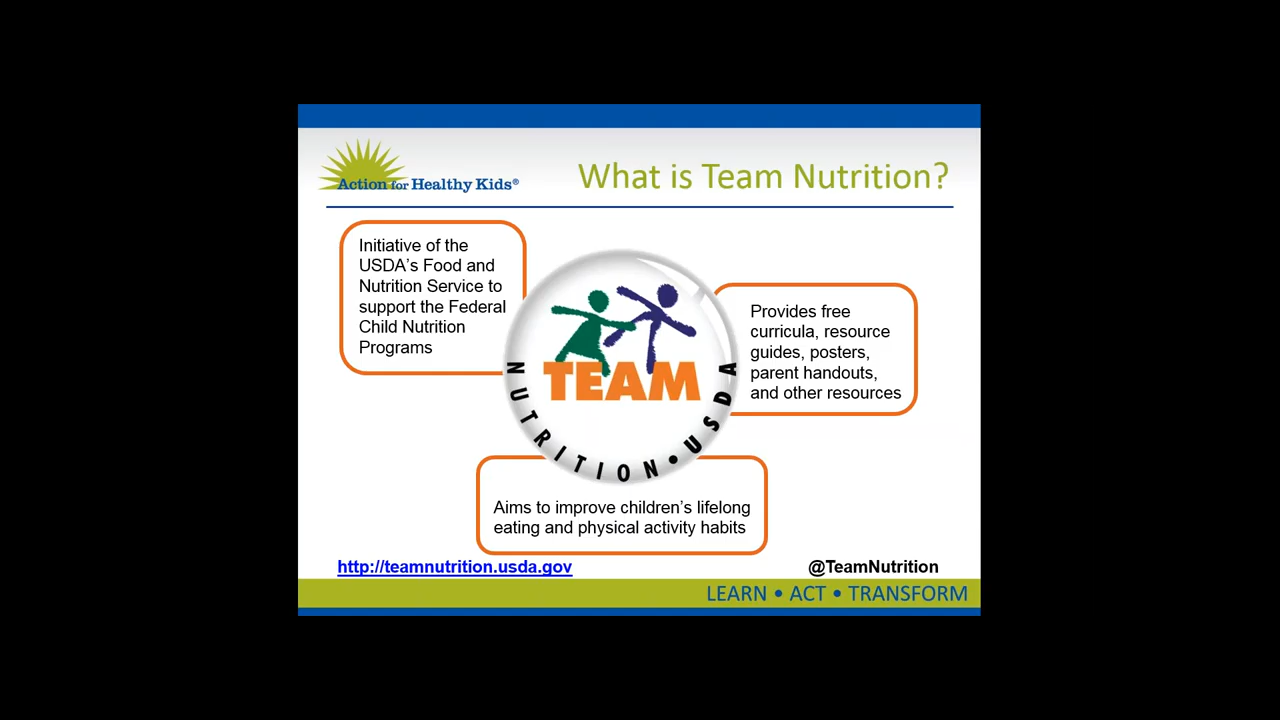 Action for Healthy Kids®
What is Team Nutrition?
Initiative of the
USDA's Food and
Nutrition Service to
support the Federal
Child Nutrition
Programs
TEAM
NUTRITION • USDA
Provides free
curricula, resource
guides, posters,
parent handouts,
and other resources
Aims to improve children's lifelong
eating and physical activity habits
http://teamnutrition.usda.gov
@TeamNutrition
LEARN • ACT • TRANSFORM